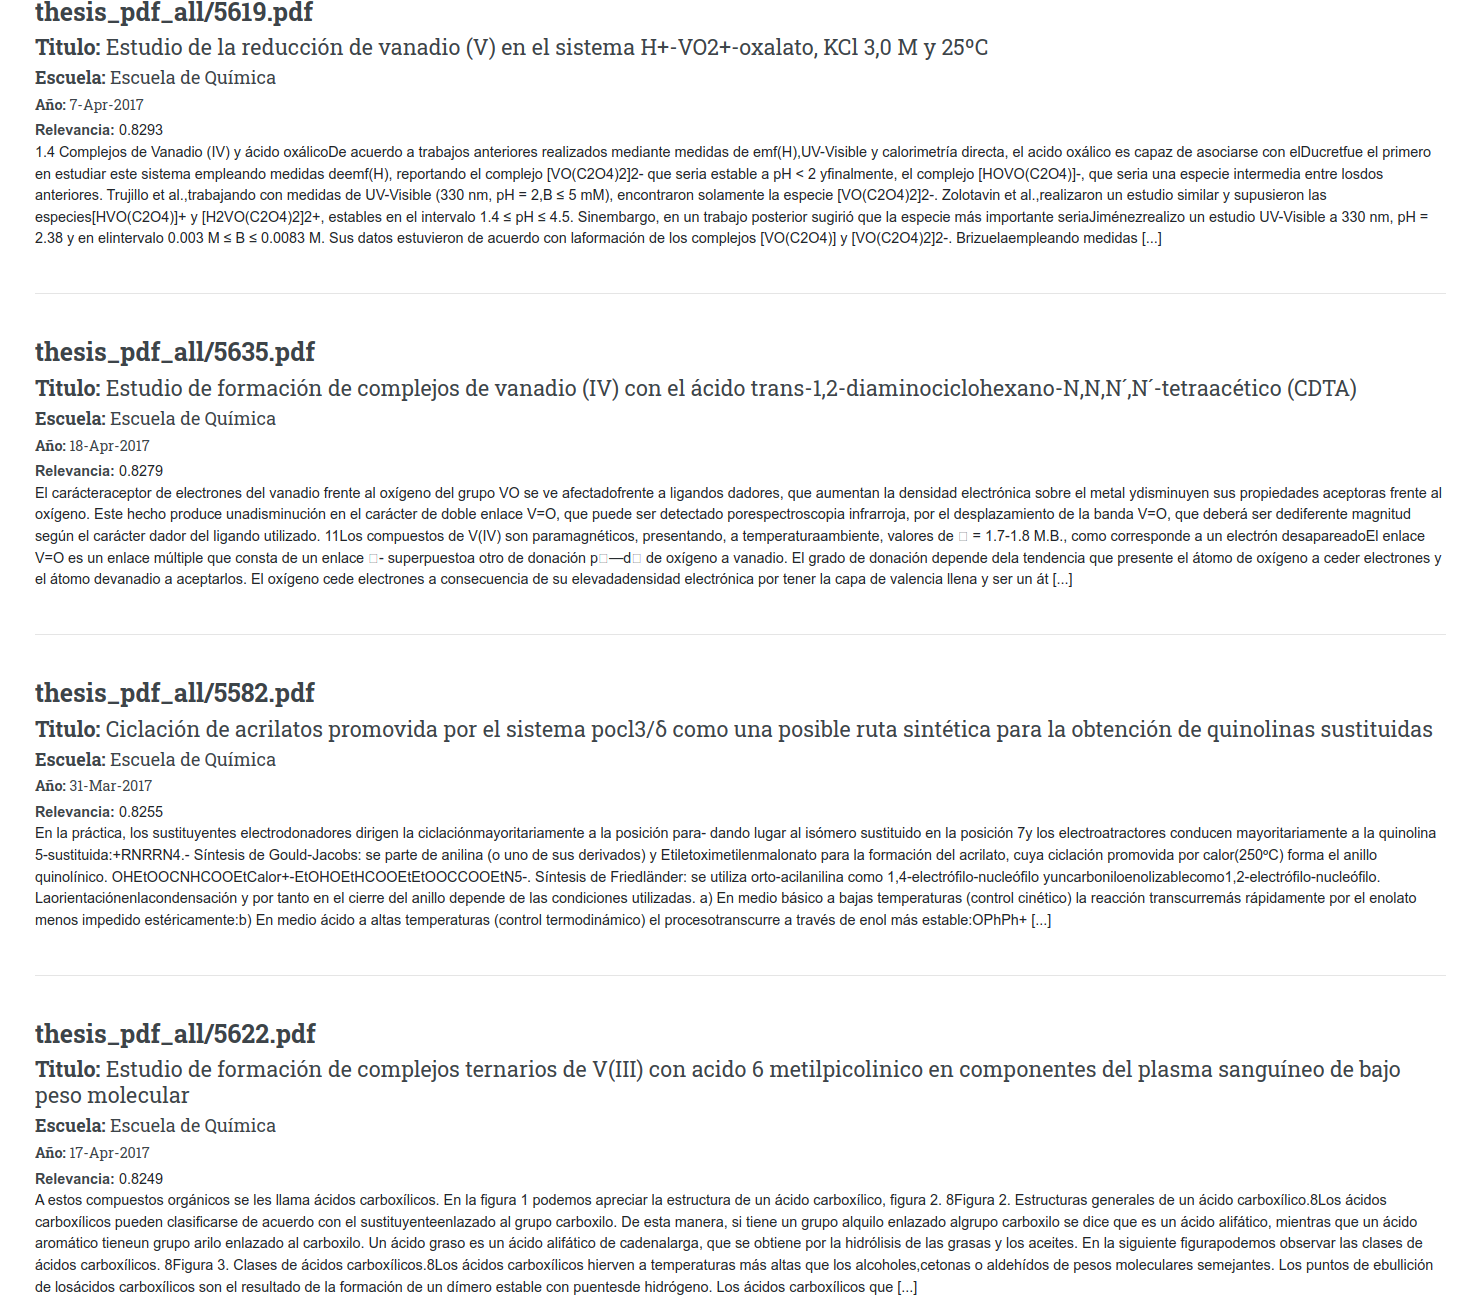 thesis_pdf_all/5619.pdf
Titulo: Estudio de la reducción de vanadio (V) en el sistema H+-VO2+-oxalato, KCl 3,0 M y 25ºC
Escuela: Escuela de Química
Año: 7-Apr-2017
Relevancia: 0.8293
1.4 Complejos de Vanadio (IV) y ácido oxálicoDe acuerdo a trabajos anteriores realizados mediante medidas de emf(H),UV-Visible y calorimetría directa, el acido oxálico es capaz de asociarse con elDucretfue el primero
en estudiar este sistema empleando medidas deemf(H), reportando el complejo [VO(C2O4)2]2- que seria estable a pH < 2 yfinalmente, el complejo [HOVO(C2O4)]-, que seria una especie intermedia entre losdos
anteriores. Trujillo et al.,trabajando con medidas de UV-Visible (330 nm, pH = 2,B ≤ 5 mM), encontraron solamente la especie [VO(C2O4)2]2-. Zolotavin et al.,realizaron un estudio similar y supusieron las
especies[HVO(C2O4)]+ y [H2VO(C2O4)2]2+, estables en el intervalo 1.4 ≤ pH ≤ 4.5. Sinembargo, en un trabajo posterior sugirió que la especie más importante seriaJiménezrealizo un estudio UV-Visible a 330 nm, pH =
2.38 y en elintervalo 0.003 M ≤ B ≤ 0.0083 M. Sus datos estuvieron de acuerdo con laformación de los complejos [VO(C2O4)] y [VO(C2O4)2]2-. Brizuelaempleando medidas [...]
thesis_pdf_all/5635.pdf
Titulo: Estudio de formación de complejos de vanadio (IV) con el ácido trans-1,2-diaminociclohexano-N,N,N´,N´-tetraacético (CDTA)
Escuela: Escuela de Química
Año: 18-Apr-2017
Relevancia: 0.8279
El carácteraceptor de electrones del vanadio frente al oxígeno del grupo VO se ve afectadofrente a ligandos dadores, que aumentan la densidad electrónica sobre el metal ydisminuyen sus propiedades aceptoras frente al
oxígeno. Este hecho produce unadisminución en el carácter de doble enlace V=O, que puede ser detectado porespectroscopia infrarroja, por el desplazamiento de la banda V=O, que deberá ser dediferente magnitud
según el carácter dador del ligando utilizado. 11Los compuestos de V(IV) son paramagnéticos, presentando, a temperaturaambiente, valores de □ = 1.7-1.8 M.B., como corresponde a un electrón desapareadoEl enlace
V=O es un enlace múltiple que consta de un enlace □- superpuestoa otro de donación p□—d□ de oxígeno a vanadio. El grado de donación depende dela tendencia que presente el átomo de oxígeno a ceder electrones y
el átomo devanadio a aceptarlos. El oxígeno cede electrones a consecuencia de su elevadadensidad electrónica por tener la capa de valencia llena y ser un át [...]
thesis_pdf_all/5582.pdf
Titulo: Ciclación de acrilatos promovida por el sistema pocl3/δ como una posible ruta sintética para la obtención de quinolinas sustituidas
Escuela: Escuela de Química
Año: 31-Mar-2017
Relevancia: 0.8255
En la práctica, los sustituyentes electrodonadores dirigen la ciclaciónmayoritariamente a la posición para- dando lugar al isómero sustituido en la posición 7y los electroatractores conducen mayoritariamente a la quinolina
5-sustituida:+RNRRN4.- Síntesis de Gould-Jacobs: se parte de anilina (o uno de sus derivados) y Etiletoximetilenmalonato para la formación del acrilato, cuya ciclación promovida por calor(250ºC) forma el anillo
quinolínico. OHEtOOCNHCOOEtCalor+-EtOHOEtHCOOEtEtOOCCOOEtN5-. Síntesis de Friedländer: se utiliza orto-acilanilina como 1,4-electrófilo-nucleófilo yuncarboniloenolizablecomo1,2-electrófilo-nucleófilo.
Laorientaciónenlacondensación y por tanto en el cierre del anillo depende de las condiciones utilizadas. a) En medio básico a bajas temperaturas (control cinético) la reacción transcurremás rápidamente por el enolato
menos impedido estéricamente:b) En medio ácido a altas temperaturas (control termodinámico) el procesotranscurre a través de enol más estable:OPhPh+ [...]
thesis_pdf_all/5622.pdf
Titulo: Estudio de formación de complejos ternarios de V(III) con acido 6 metilpicolinico en componentes del plasma sanguíneo de bajo
peso molecular
Escuela: Escuela de Química
Año: 17-Apr-2017
Relevancia: 0.8249
A estos compuestos orgánicos se les llama ácidos carboxílicos. En la figura 1 podemos apreciar la estructura de un ácido carboxílico, figura 2. 8Figura 2. Estructuras generales de un ácido carboxílico.8Los ácidos
carboxílicos pueden clasificarse de acuerdo con el sustituyenteenlazado al grupo carboxilo. De esta manera, si tiene un grupo alquilo enlazado algrupo carboxilo se dice que es un ácido alifático, mientras que un ácido
aromático tieneun grupo arilo enlazado al carboxilo. Un ácido graso es un ácido alifático de cadenalarga, que se obtiene por la hidrólisis de las grasas y los aceites. En la siguiente figurapodemos observar las clases de
ácidos carboxílicos. 8Figura 3. Clases de ácidos carboxílicos.8Los ácidos carboxílicos hierven a temperaturas más altas que los alcoholes,cetonas o aldehídos de pesos moleculares semejantes. Los puntos de ebullición
de losácidos carboxílicos son el resultado de la formación de un dímero estable con puentesde hidrógeno. Los ácidos carboxílicos que [...]